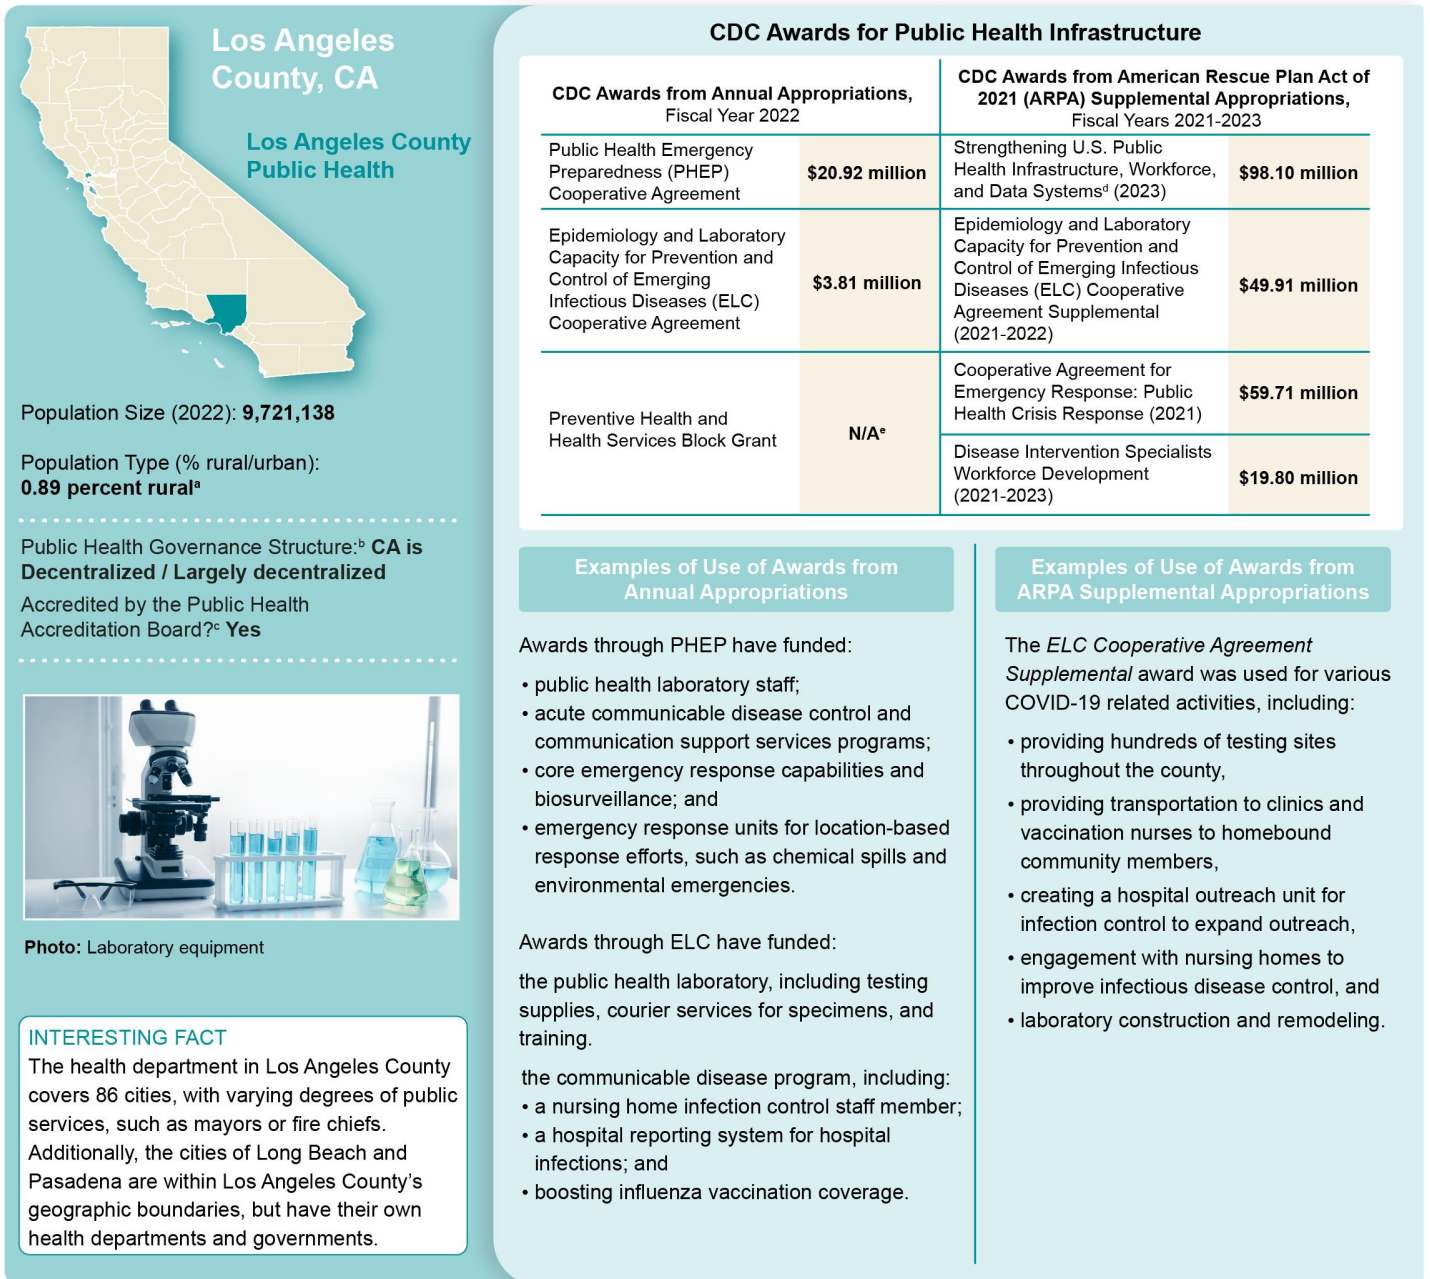 Los Angeles
County, CA
Los Angeles County
Public Health
Population Size (2022): 9,721,138
Population Type (% rural/urban):
0.89 percent ruralᵃ
Public Health Governance Structure:ᵇ CA is
Decentralized / Largely decentralized
Accredited by the Public Health
Accreditation Board?ᶜ Yes
Photo: Laboratory equipment
INTERESTING FACT
The health department in Los Angeles County
covers 86 cities, with varying degrees of public
services, such as mayors or fire chiefs.
Additionally, the cities of Long Beach and
Pasadena are within Los Angeles County’s
geographic boundaries, but have their own
health departments and governments.
CDC Awards for Public Health Infrastructure
CDC Awards from Annual Appropriations,
Fiscal Year 2022
CDC Awards from American Rescue Plan Act of
2021 (ARPA) Supplemental Appropriations,
Fiscal Years 2021-2023
Public Health Emergency
Preparedness (PHEP)
Cooperative Agreement
$20.92 million
Strengthening U.S. Public
Health Infrastructure, Workforce,
and Data Systemsᵈ (2023)
$98.10 million
Epidemiology and Laboratory
Capacity for Prevention and
Control of Emerging
Infectious Diseases (ELC)
Cooperative Agreement
$3.81 million
Epidemiology and Laboratory
Capacity for Prevention and
Control of Emerging Infectious
Diseases (ELC) Cooperative
Agreement Supplemental
(2021-2022)
$49.91 million
Preventive Health and
Health Services Block Grant
N/Aᵉ
Cooperative Agreement for
Emergency Response: Public
Health Crisis Response (2021)
$59.71 million
Disease Intervention Specialists
Workforce Development
(2021-2023)
$19.80 million
Examples of Use of Awards from
Annual Appropriations
Awards through PHEP have funded:
• public health laboratory staff;
• acute communicable disease control and
communication support services programs;
• core emergency response capabilities and
biosurveillance; and
• emergency response units for location-based
response efforts, such as chemical spills and
environmental emergencies.
Awards through ELC have funded:
the public health laboratory, including testing
supplies, courier services for specimens, and
training.
the communicable disease program, including:
• a nursing home infection control staff member;
• a hospital reporting system for hospital
infections; and
• boosting influenza vaccination coverage.
Examples of Use of Awards from
ARPA Supplemental Appropriations
The ELC Cooperative Agreement
Supplemental award was used for various
COVID-19 related activities, including:
• providing hundreds of testing sites
throughout the county,
• providing transportation to clinics and
vaccination nurses to homebound
community members,
• creating a hospital outreach unit for
infection control to expand outreach,
• engagement with nursing homes to
improve infectious disease control, and
• laboratory construction and remodeling.